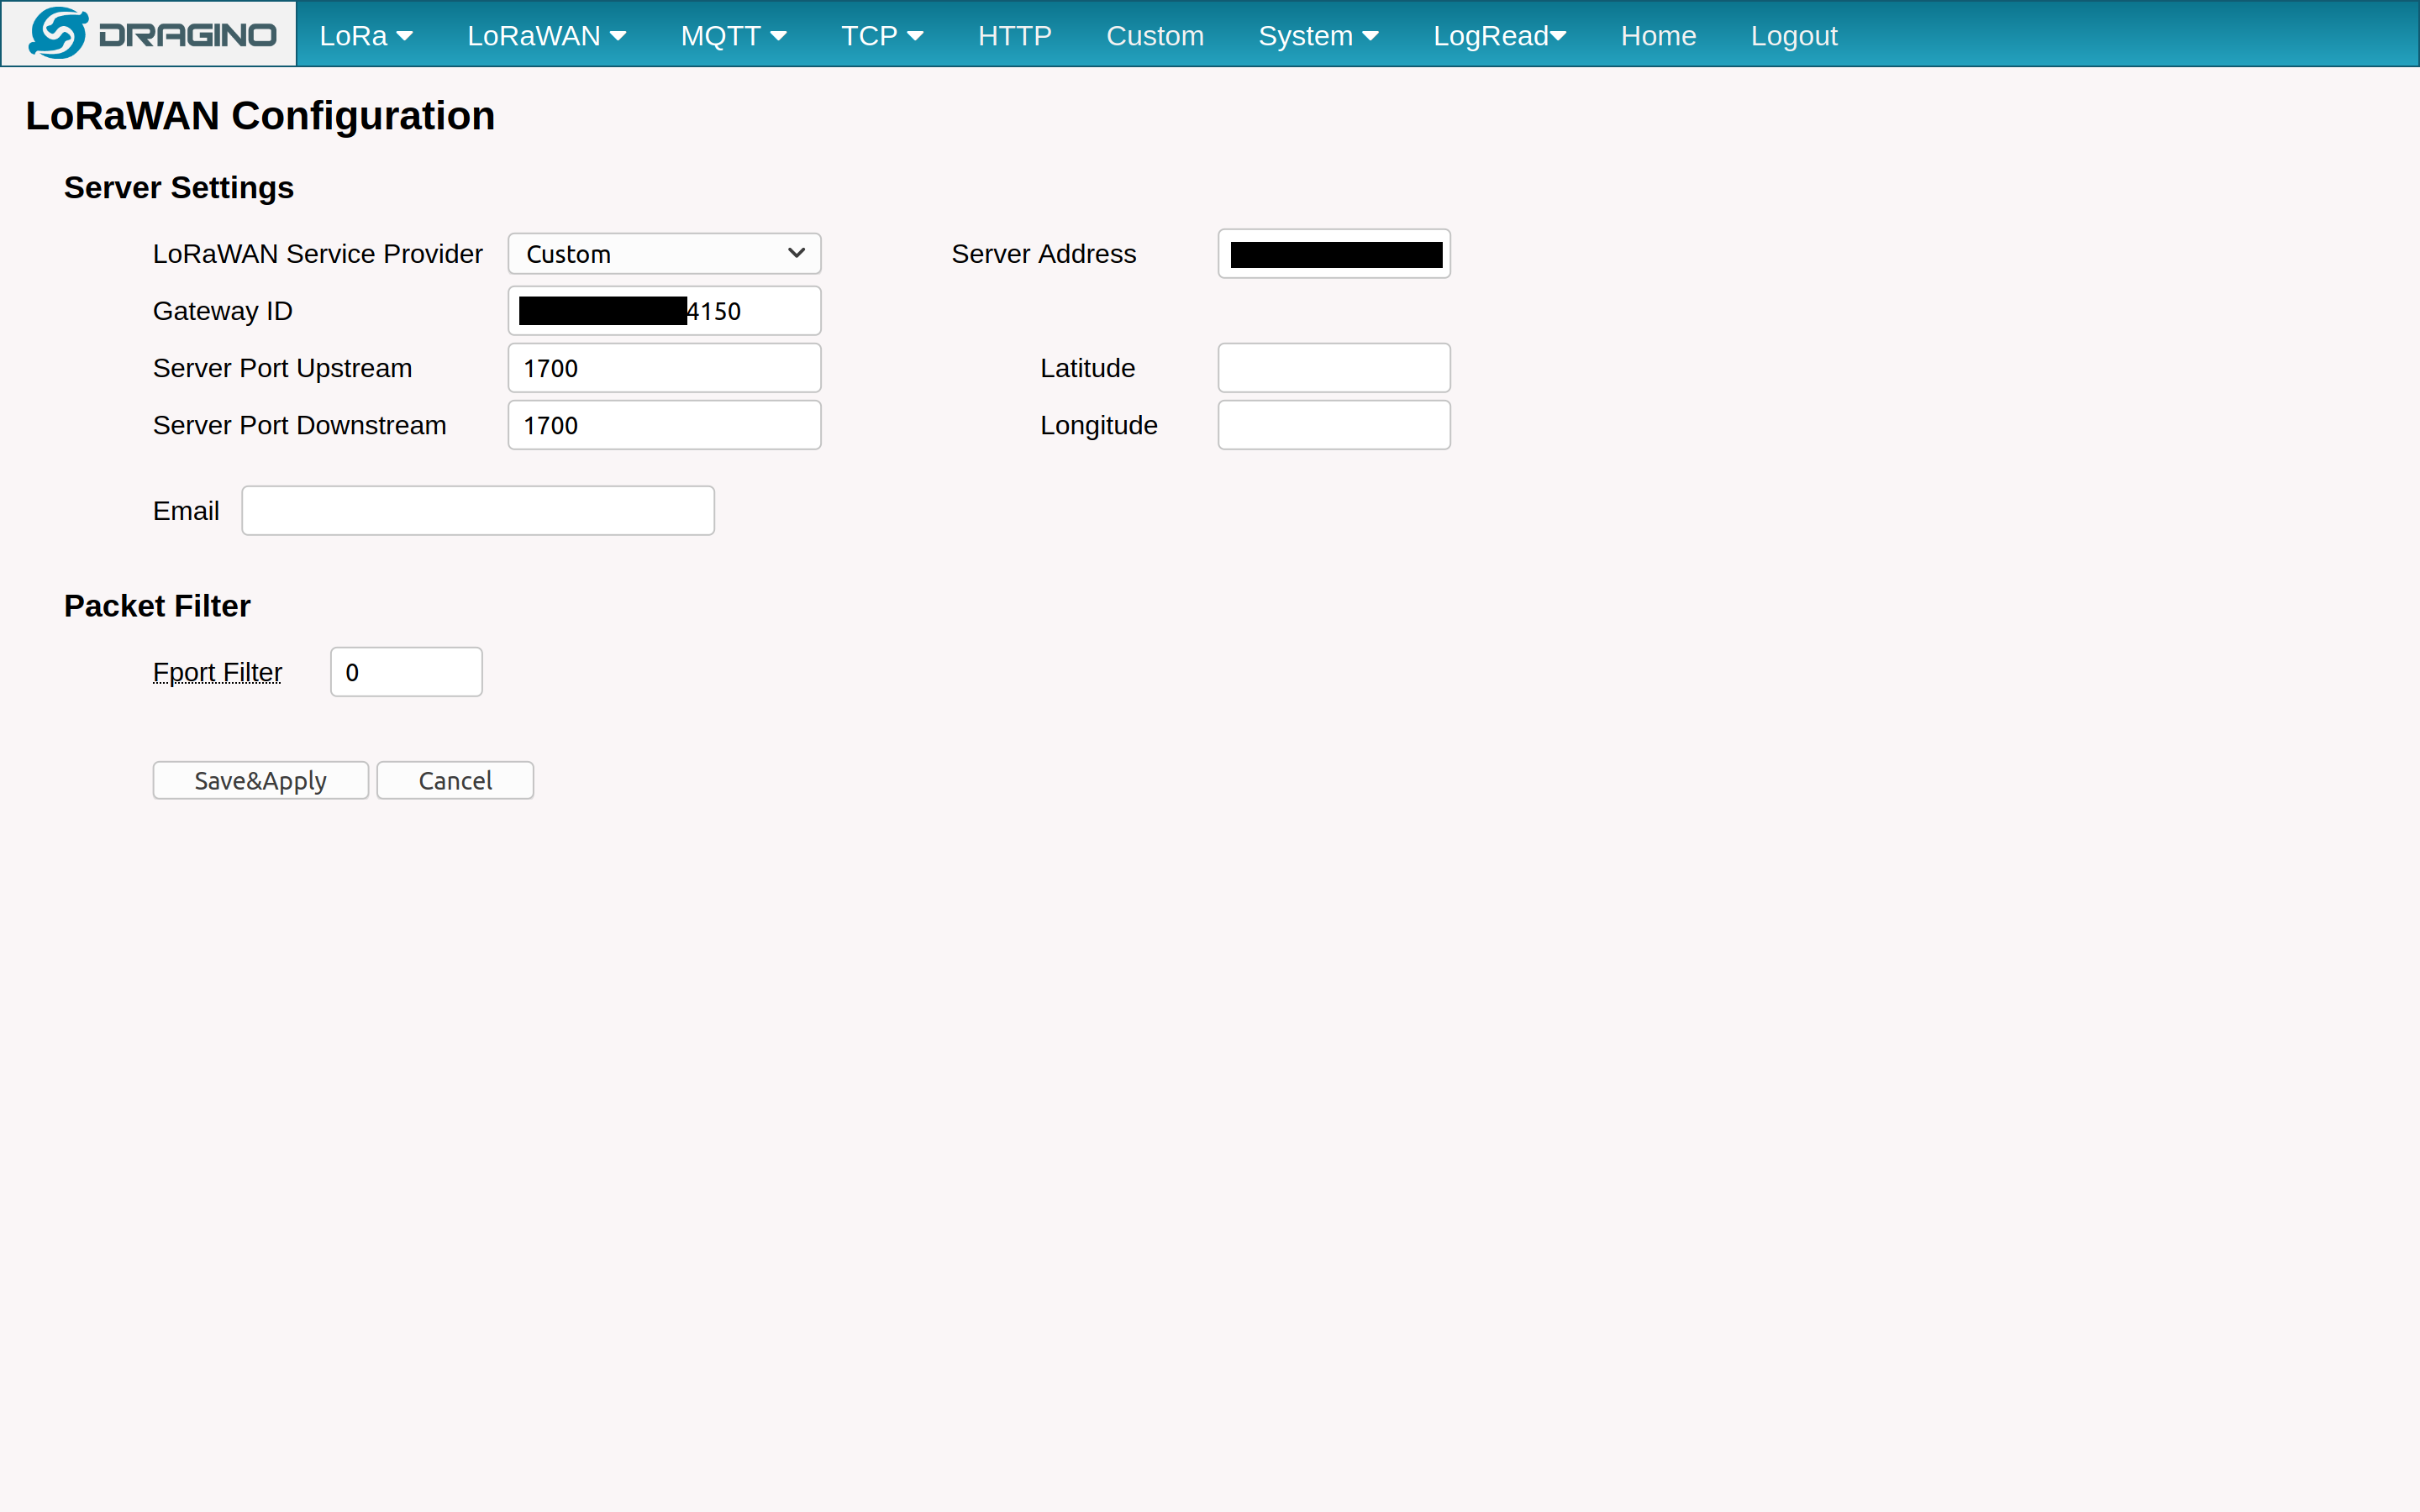 DRAGINO LoRa LoRaWAN MQTT TCP HTTP Custom System LogRead Home Logout
LoRaWAN Configuration
Server Settings
LoRaWAN Service Provider Custom Server Address
Gateway ID 4150
Server Port Upstream 1700 Latitude
Server Port Downstream 1700 Longitude
Email
Packet Filter
Fport Filter 0
Save&Apply Cancel